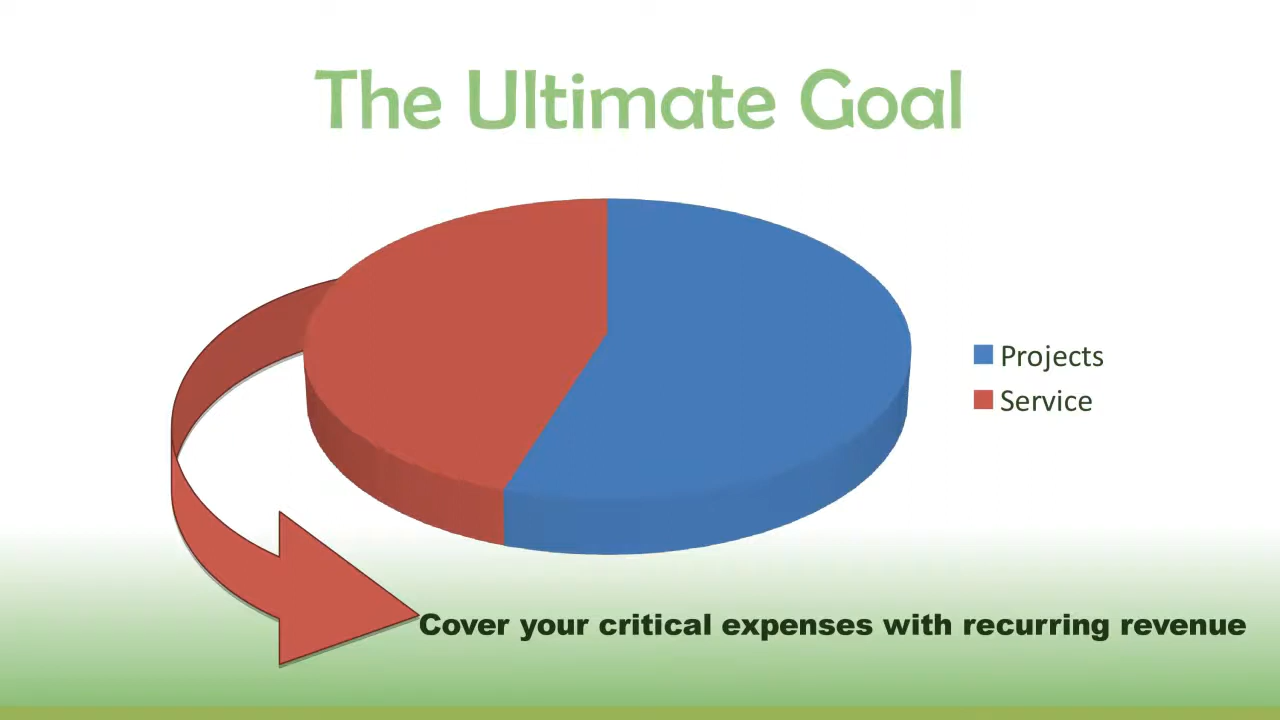 The Ultimate Goal
Projects
Service
Cover your critical expenses with recurring revenue